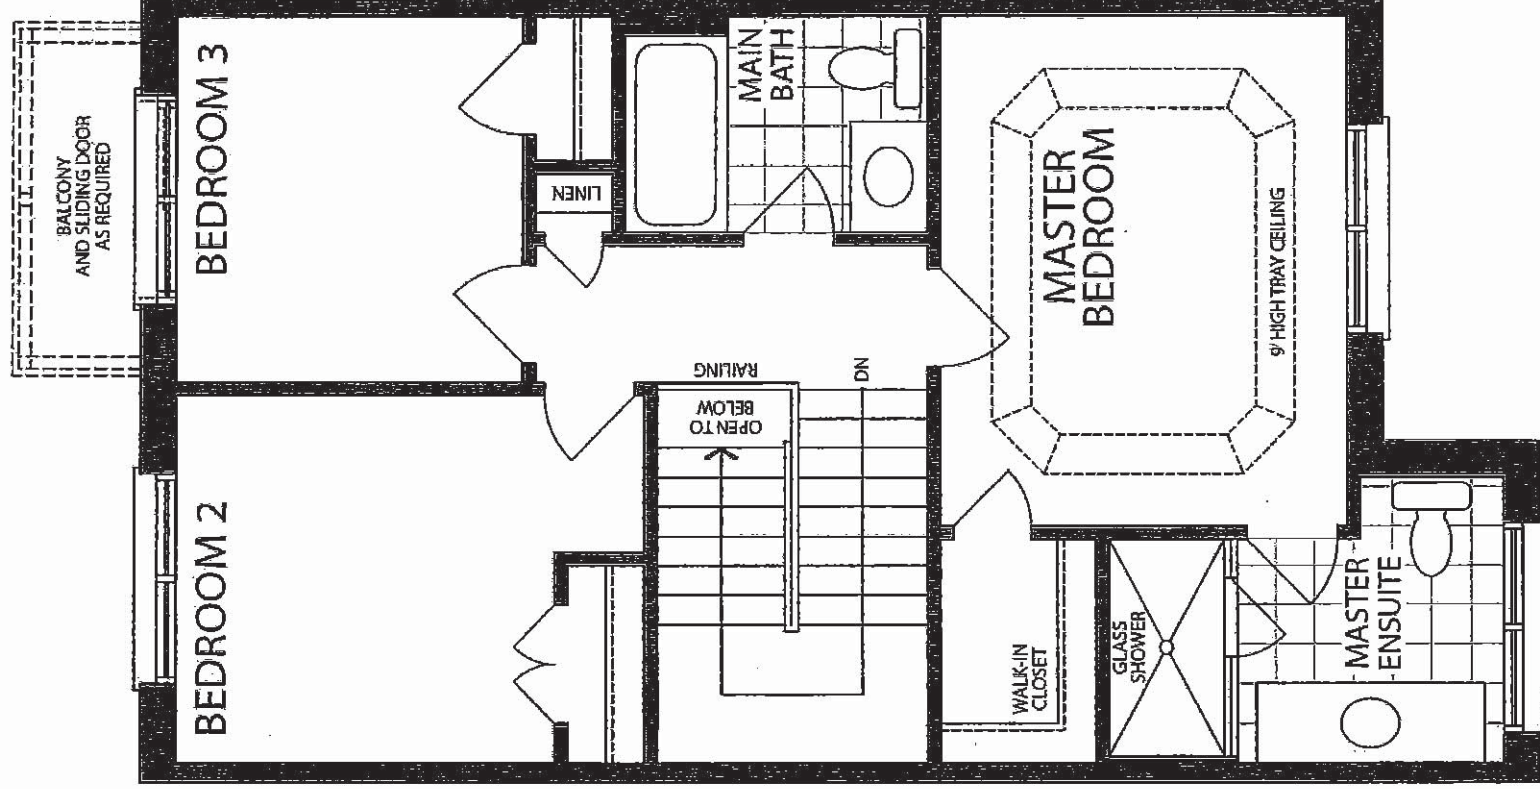 BALCONY
AND SLIDING DOOR
AS REQUIRED
BEDROOM 3
BEDROOM 2
LINEN
MAIN
BATH
RAILING
OPEN TO
BELOW
DN
MASTER
BEDROOM
9' HIGH TRAY CEILING
WALK-IN
CLOSET
GLASS
SHOWER
MASTER
ENSUITE